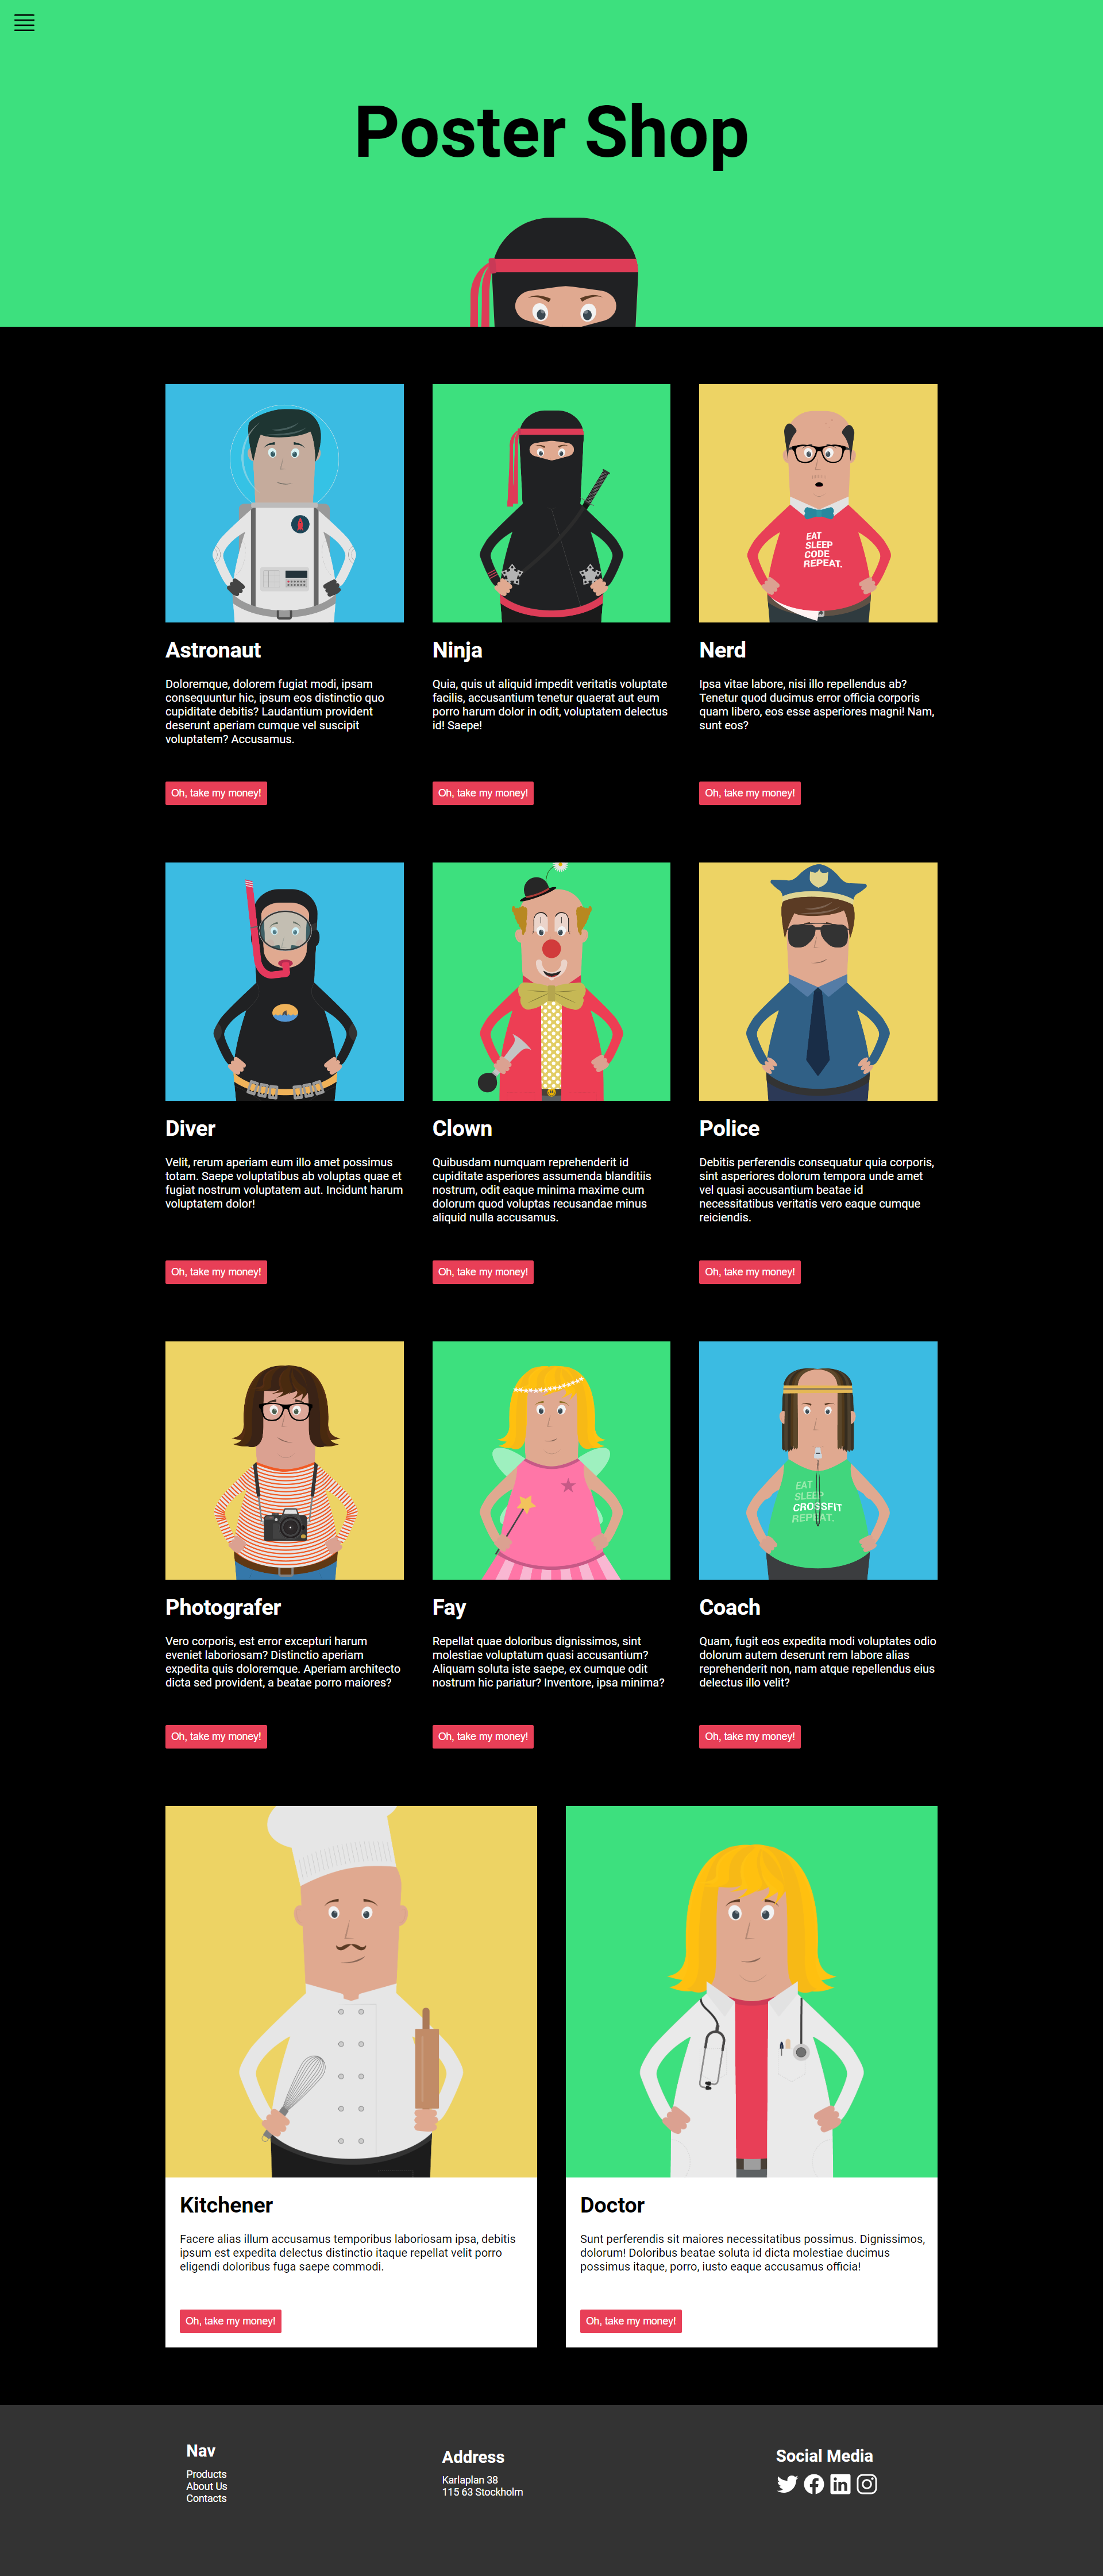 Poster Shop
EAT
SLEEP
CODE
REPEAT.
Astronaut
Doloremque, dolorem fugiat modi, ipsam
consequuntur hic, ipsum eos distinctio quo
cupiditate debitis? Laudantium provident
deserunt aperiam cumque vel suscipit
voluptatem? Accusamus.
Oh, take my money!
Ninja
Quia, quis ut aliquid impedit veritatis voluptate
facilis, accusantium tenetur quaerat aut eum
porro harum dolor in odit, voluptatem delectus
id! Saepe!
Oh, take my money!
Nerd
Ipsa vitae labore, nisi illo repellendus ab?
Tenetur quod ducimus error officia corporis
quam libero, eos esse asperiores magni! Nam,
sunt eos?
Oh, take my money!
Diver
Velit, rerum aperiam eum illo amet possimus
totam. Saepe voluptatibus ab voluptas quae et
fugiat nostrum voluptatem aut. Incidunt harum
voluptatem dolor!
Oh, take my money!
Clown
Quibusdam numquam reprehenderit id
cupiditate asperiores assumenda blanditiis
nostrum, odit eaque minima maxime cum
dolorum quod voluptas recusandae minus
aliquid nulla accusamus.
Oh, take my money!
Police
Debitis perferendis consequatur quia corporis,
sint asperiores dolorum tempora unde amet
vel quasi accusantium beatae id
necessitatibus veritatis vero eaque cumque
reiciendis.
Oh, take my money!
EAT
SLEEP
CROSSFIT
REPEAT.
Photografer
Vero corporis, est error excepturi harum
eveniet laboriosam? Distinctio aperiam
expedita quis doloremque. Aperiam architecto
dicta sed provident, a beatae porro maiores?
Oh, take my money!
Fay
Repellat quae doloribus dignissimos, sint
molestiae voluptatum quasi accusantium?
Aliquam soluta iste saepe, ex cumque odit
nostrum hic pariatur? Inventore, ipsa minima?
Oh, take my money!
Coach
Quam, fugit eos expedita modi voluptates odio
dolorum autem deserunt rem labore alias
reprehenderit non, nam atque repellendus eius
delectus illo velit?
Oh, take my money!
Kitchener
Facere alias illum accusamus temporibus laboriosam ipsa, debitis
ipsum est expedita delectus distinctio itaque repellat velit porro
eligendi doloribus fuga saepe commodi.
Oh, take my money!
Doctor
Sunt perferendis sit maiores necessitatibus possimus. Dignissimos,
dolorum! Doloribus beatae soluta id dicta molestiae ducimus
possimus itaque, porro, iusto eaque accusamus officia!
Oh, take my money!
Nav
Products
About Us
Contacts
Address
Karlaplan 38
115 63 Stockholm
Social Media